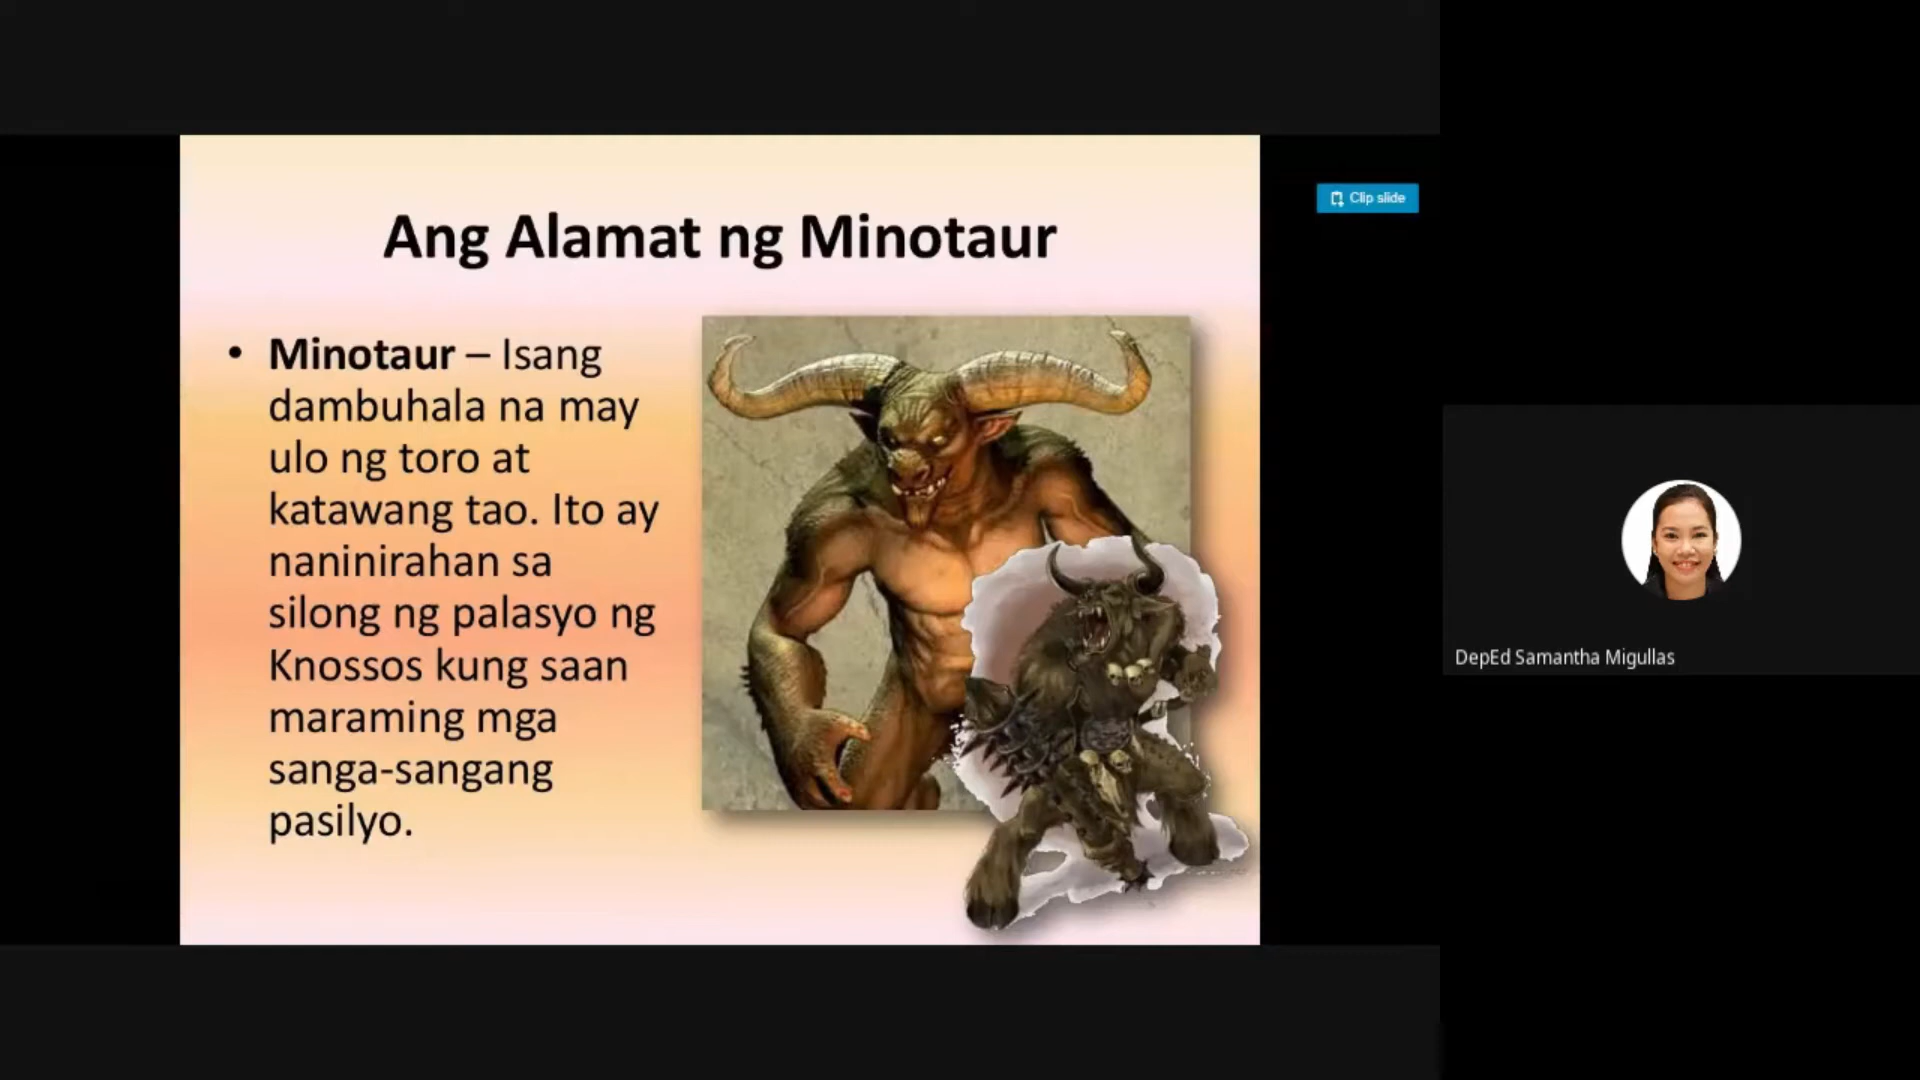 Ang Alamat ng Minotaur
Clip slide
• Minotaur – Isang
dambuhala na may
ulo ng toro at
katawang tao. Ito ay
naninirahan sa
silong ng palasyo ng
Knossos kung saan
maraming mga
sanga-sangang
pasilyo.
DepEd Samantha Migullas